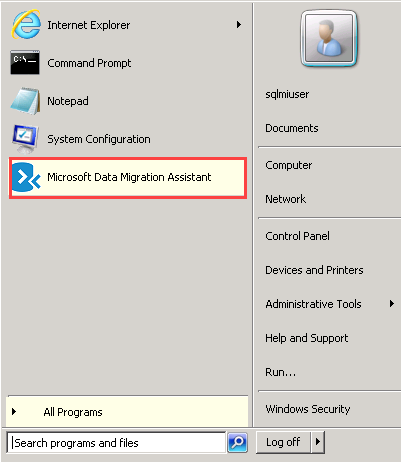 Internet Explorer
Command Prompt
C:\
Notepad
System Configuration
Microsoft Data Migration Assistant
All Programs
Search programs and files
sqlmiuser
Documents
Computer
Network
Control Panel
Devices and Printers
Administrative Tools
Help and Support
Run...
Windows Security
Log off